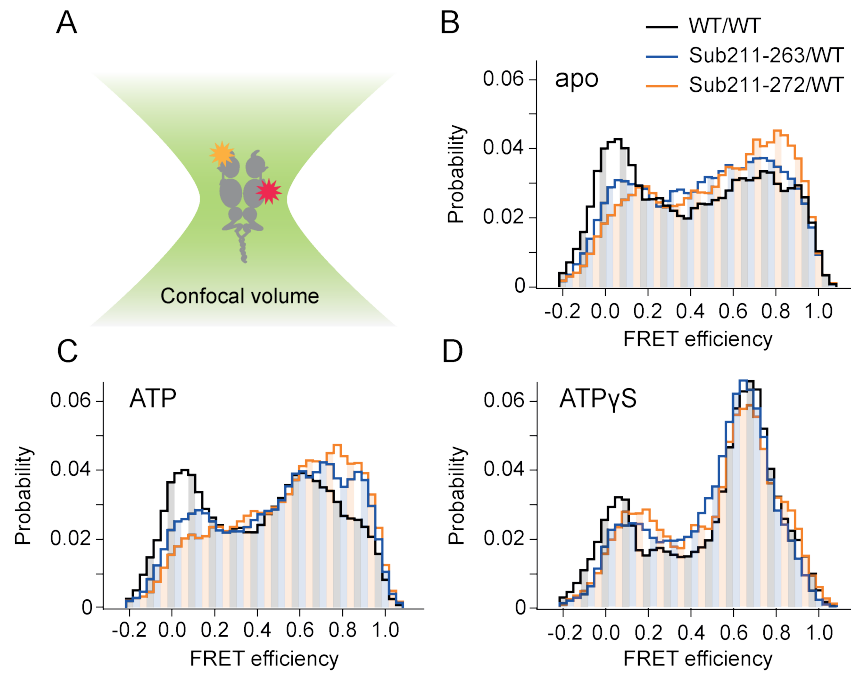 A
Confocal volume
B
WT/WT
Sub211-263/WT
Sub211-272/WT
apo
0.06
0.04
0.02
0
Probability
-0.2 0.0 0.2 0.4 0.6 0.8 1.0
FRET efficiency
C
ATP
0.06
0.04
0.02
0
Probability
-0.2 0.0 0.2 0.4 0.6 0.8 1.0
FRET efficiency
D
ATPγS
0.06
0.04
0.02
0
Probability
-0.2 0.0 0.2 0.4 0.6 0.8 1.0
FRET efficiency